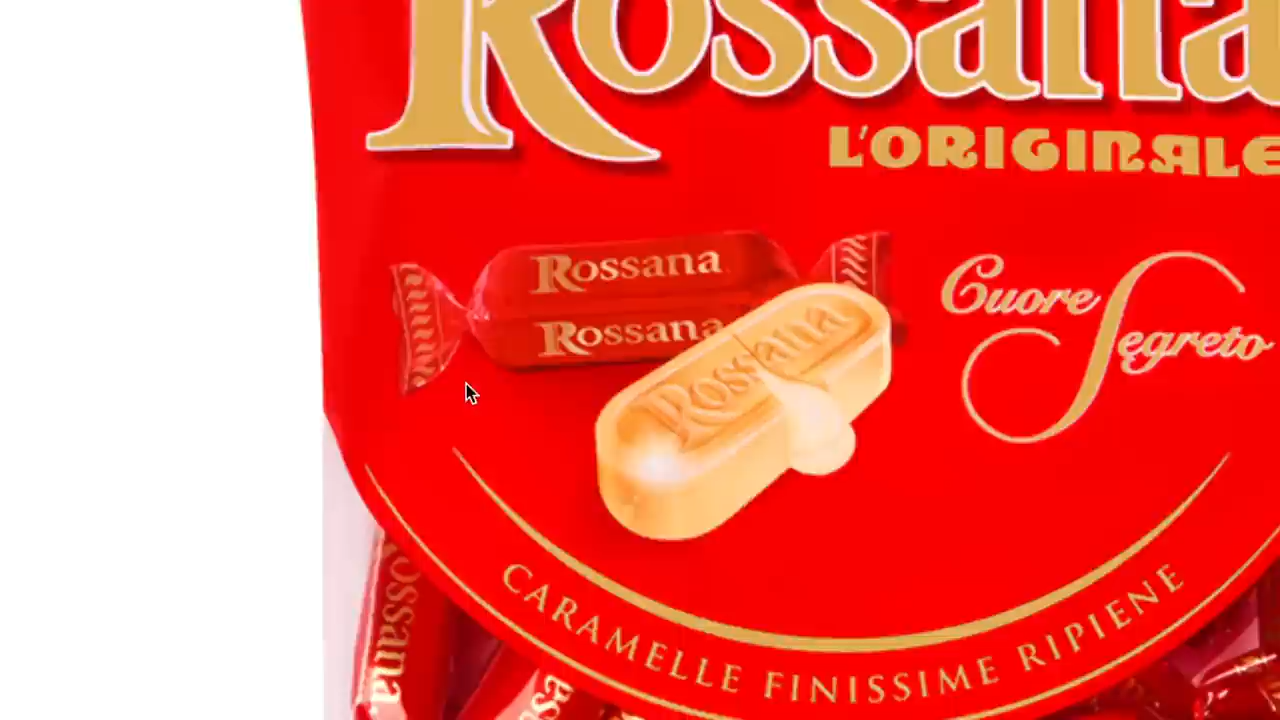 Rossana
L'ORIGINALE
Rossana
Rossana
Rossana
Cuore
Segreto
CARAMELLE FINISSIME RIPIENE
Rossana